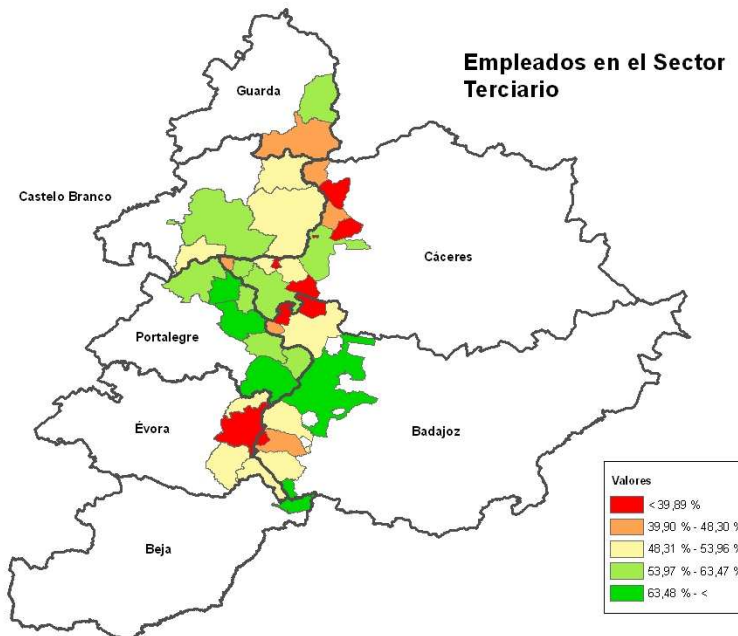 Empleados en el Sector
Terciario
Guarda
Castelo Branco
Cáceres
Portalegre
Évora
Badajoz
Beja
Valores
< 39,89 %
39,90 % - 48,30 %
48,31 % - 53,96 %
53,97 % - 63,47 %
63,48 % - <